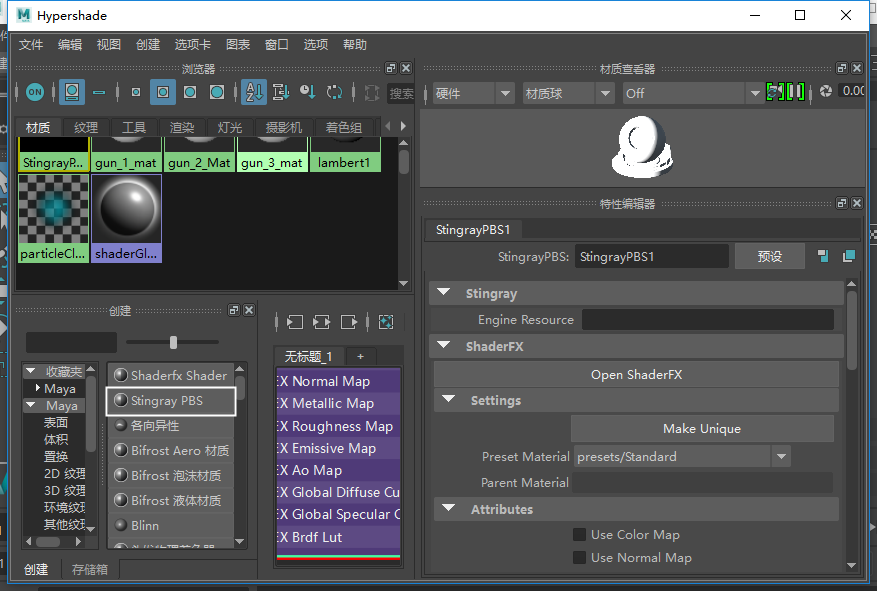 Hypershade
文件 编辑 视图 创建 选项卡 图表 窗口 选项 帮助
浏览器
ON
搜索
材质 纹理 工具 渲染 灯光 摄影机 着色组
StingrayP... gun_1_mat gun_2_Mat gun_3_mat lambert1
particleCl... shaderGl...
创建
收藏夹
Maya
Maya
表面
体积
置换
2D 纹理
3D 纹理
环境纹理
其他纹理
Shaderfx Shader
Stingray PBS
各向异性
Bifrost Aero 材质
Bifrost 泡沫材质
Bifrost 液体材质
Blinn
创建 存储箱
无标题_1 +
EX Normal Map
EX Metallic Map
EX Roughness Map
EX Emissive Map
EX Ao Map
EX Global Diffuse Cu
EX Global Specular C
EX Brdf Lut
材质查看器
硬件 材质球 Off 0.00
特性编辑器
StingrayPBS1
StingrayPBS: StingrayPBS1 预设
Stingray
Engine Resource
ShaderFX
Open ShaderFX
Settings
Make Unique
Preset Material presets/Standard
Parent Material
Attributes
Use Color Map
Use Normal Map